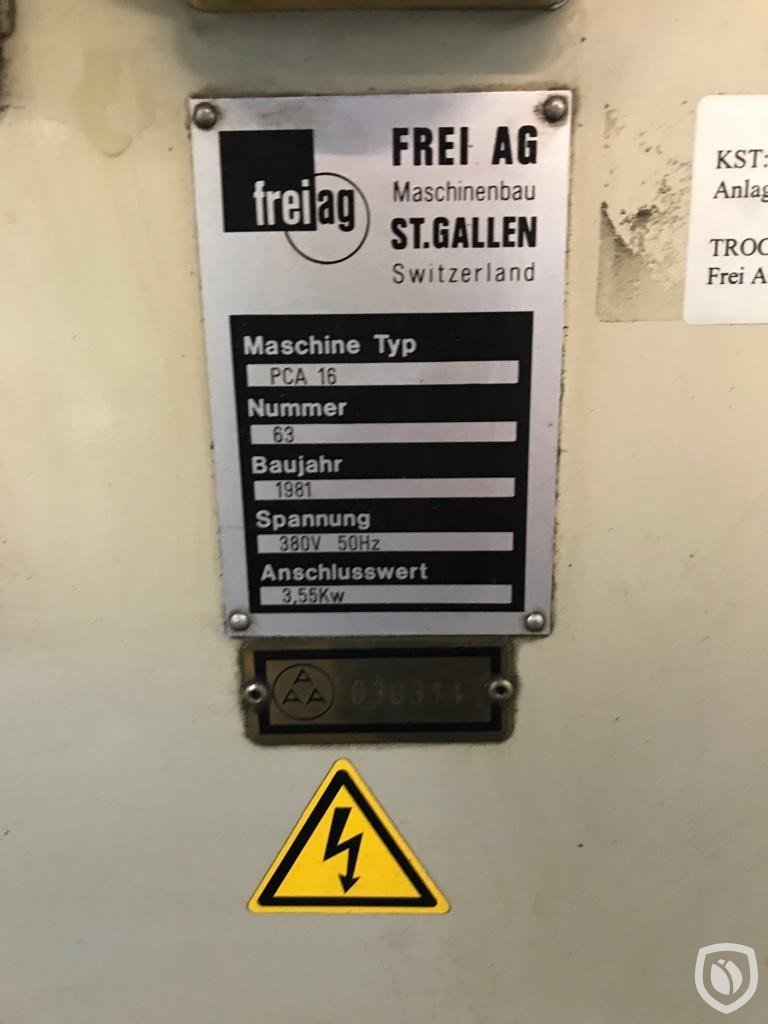 freiag
FREI AG
Maschinenbau
ST.GALLEN
Switzerland
Maschine Typ
PCA 16
Nummer
63
Baujahr
1981
Spannung
380V 50Hz
Anschlusswert
3,55Kw
A
A A
030314
KST:
Anlag
TROC
Frei A